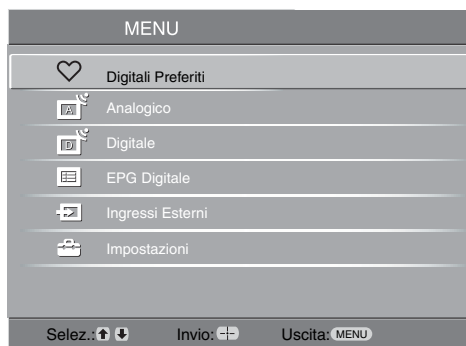 MENU
Digitali Preferiti
A Analogico
D Digitale
EPG Digitale
Ingressi Esterni
Impostazioni
Selez.: Invio: Uscita: MENU